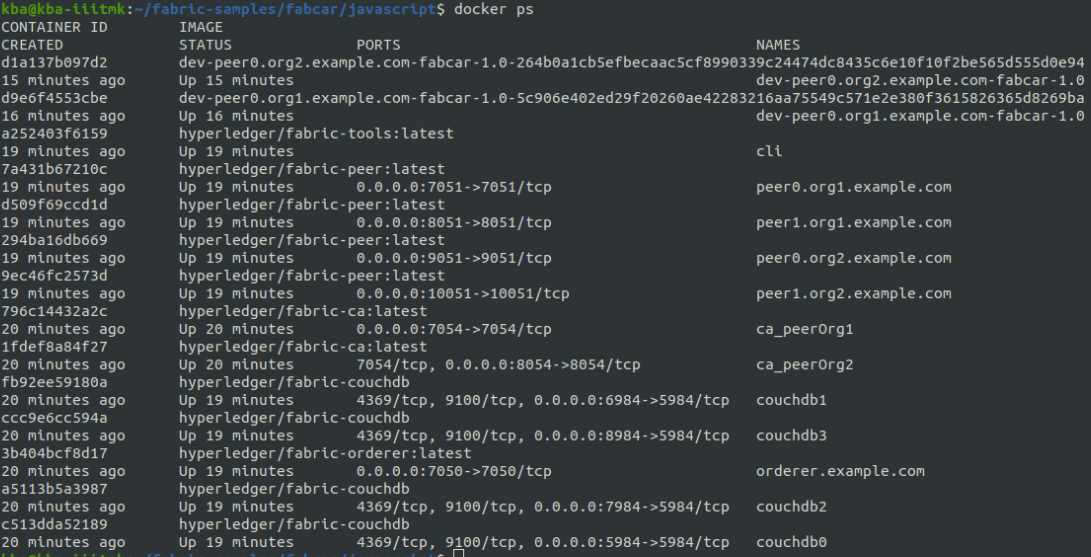 kba@kba-iiitmk:~/fabric-samples/fabcar/javascript$ docker ps
CONTAINER ID        IMAGE
CREATED             STATUS              PORTS                                        NAMES
d1a137b097d2        dev-peer0.org2.example.com-fabcar-1.0-264b0a1cb5efbecaac5cf8990339c24474dc8435c6e10f10f2be565d555d0e94
15 minutes ago      Up 15 minutes                                                    dev-peer0.org2.example.com-fabcar-1.0
d9e6f4553cbe        dev-peer0.org1.example.com-fabcar-1.0-5c906e402ed29f20260ae42283216aa75549c571e2e380f3615826365d8269ba
16 minutes ago      Up 16 minutes                                                    dev-peer0.org1.example.com-fabcar-1.0
a252403f6159        hyperledger/fabric-tools:latest
19 minutes ago      Up 19 minutes                                                    cli
7a431b67210c        hyperledger/fabric-peer:latest
19 minutes ago      Up 19 minutes       0.0.0.0:7051->7051/tcp                       peer0.org1.example.com
d509f69ccd1d        hyperledger/fabric-peer:latest
19 minutes ago      Up 19 minutes       0.0.0.0:8051->8051/tcp                       peer1.org1.example.com
294ba16db669        hyperledger/fabric-peer:latest
19 minutes ago      Up 19 minutes       0.0.0.0:9051->9051/tcp                       peer0.org2.example.com
9ec46fc2573d        hyperledger/fabric-peer:latest
19 minutes ago      Up 19 minutes       0.0.0.0:10051->10051/tcp                     peer1.org2.example.com
796c14432a2c        hyperledger/fabric-ca:latest
20 minutes ago      Up 20 minutes       0.0.0.0:7054->7054/tcp                       ca_peerOrg1
1fdef8a84f27        hyperledger/fabric-ca:latest
20 minutes ago      Up 20 minutes       7054/tcp, 0.0.0.0:8054->8054/tcp             ca_peerOrg2
fb92ee59180a        hyperledger/fabric-couchdb
20 minutes ago      Up 19 minutes       4369/tcp, 9100/tcp, 0.0.0.0:6984->5984/tcp   couchdb1
ccc9e6cc594a        hyperledger/fabric-couchdb
20 minutes ago      Up 19 minutes       4369/tcp, 9100/tcp, 0.0.0.0:8984->5984/tcp   couchdb3
3b404bcf8d17        hyperledger/fabric-orderer:latest
20 minutes ago      Up 19 minutes       0.0.0.0:7050->7050/tcp                       orderer.example.com
a5113b5a3987        hyperledger/fabric-couchdb
20 minutes ago      Up 19 minutes       4369/tcp, 9100/tcp, 0.0.0.0:7984->5984/tcp   couchdb2
c513dda52189        hyperledger/fabric-couchdb
20 minutes ago      Up 19 minutes       4369/tcp, 9100/tcp, 0.0.0.0:5984->5984/tcp   couchdb0
kba@kba-iiitmk:~/fabric-samples/fabcar/javascript$